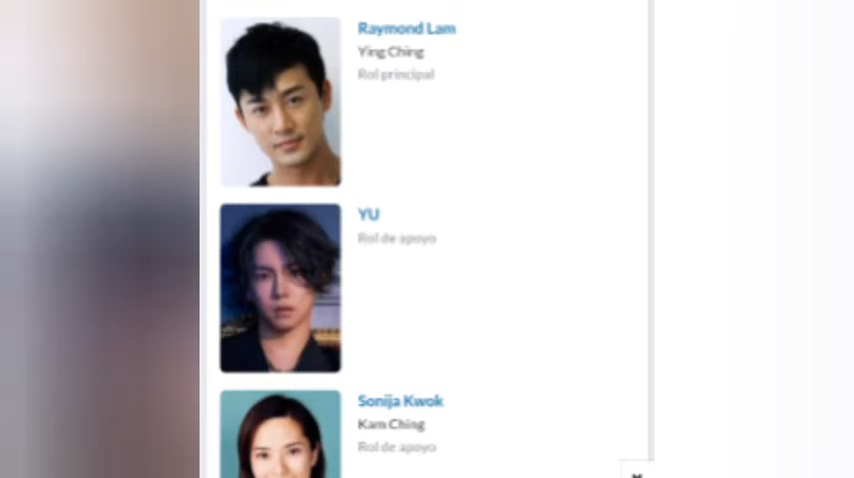 Raymond Lam
Ying Ching
Rol principal
YU
Rol de apoyo
Sonija Kwok
Kam Ching
Rol de apoyo